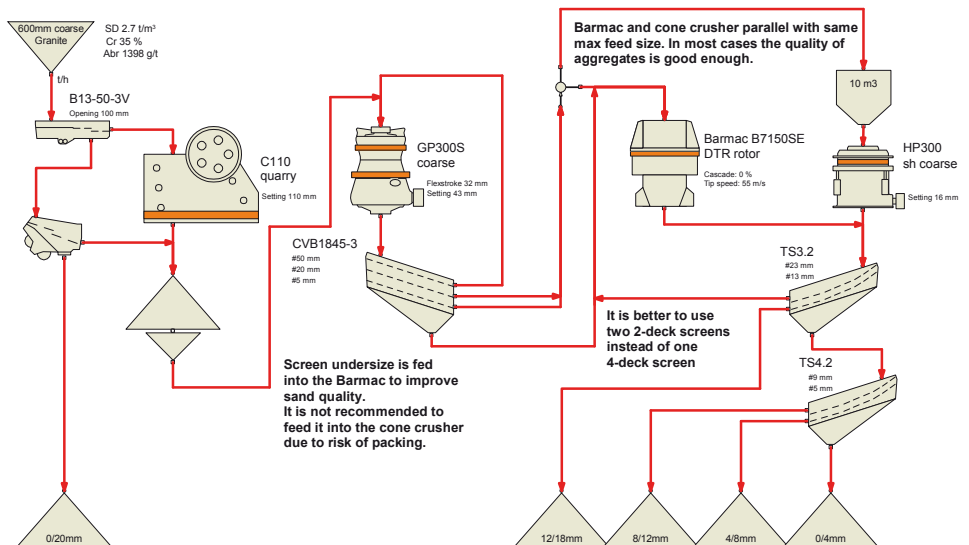 600mm coarse
Granite
SD 2.7 t/m³
Cr 35 %
Abr 1398 g/t
t/h
B13-50-3V
Opening 100 mm
C110
quarry
Setting 110 mm
GP300S
coarse
Flexstroke 32 mm
Setting 43 mm
CVB1845-3
#50 mm
#20 mm
#5 mm
Barmac and cone crusher parallel with same
max feed size. In most cases the quality of
aggregates is good enough.
10 m3
Barmac B7150SE
DTR rotor
Cascade: 0 %
Tip speed: 55 m/s
HP300
sh coarse
Setting 16 mm
TS3.2
#23 mm
#13 mm
It is better to use
two 2-deck screens
instead of one
4-deck screen
TS4.2
#9 mm
#5 mm
Screen undersize is fed
into the Barmac to improve
sand quality.
It is not recommended to
feed it into the cone crusher
due to risk of packing.
0/20mm
12/18mm
8/12mm
4/8mm
0/4mm